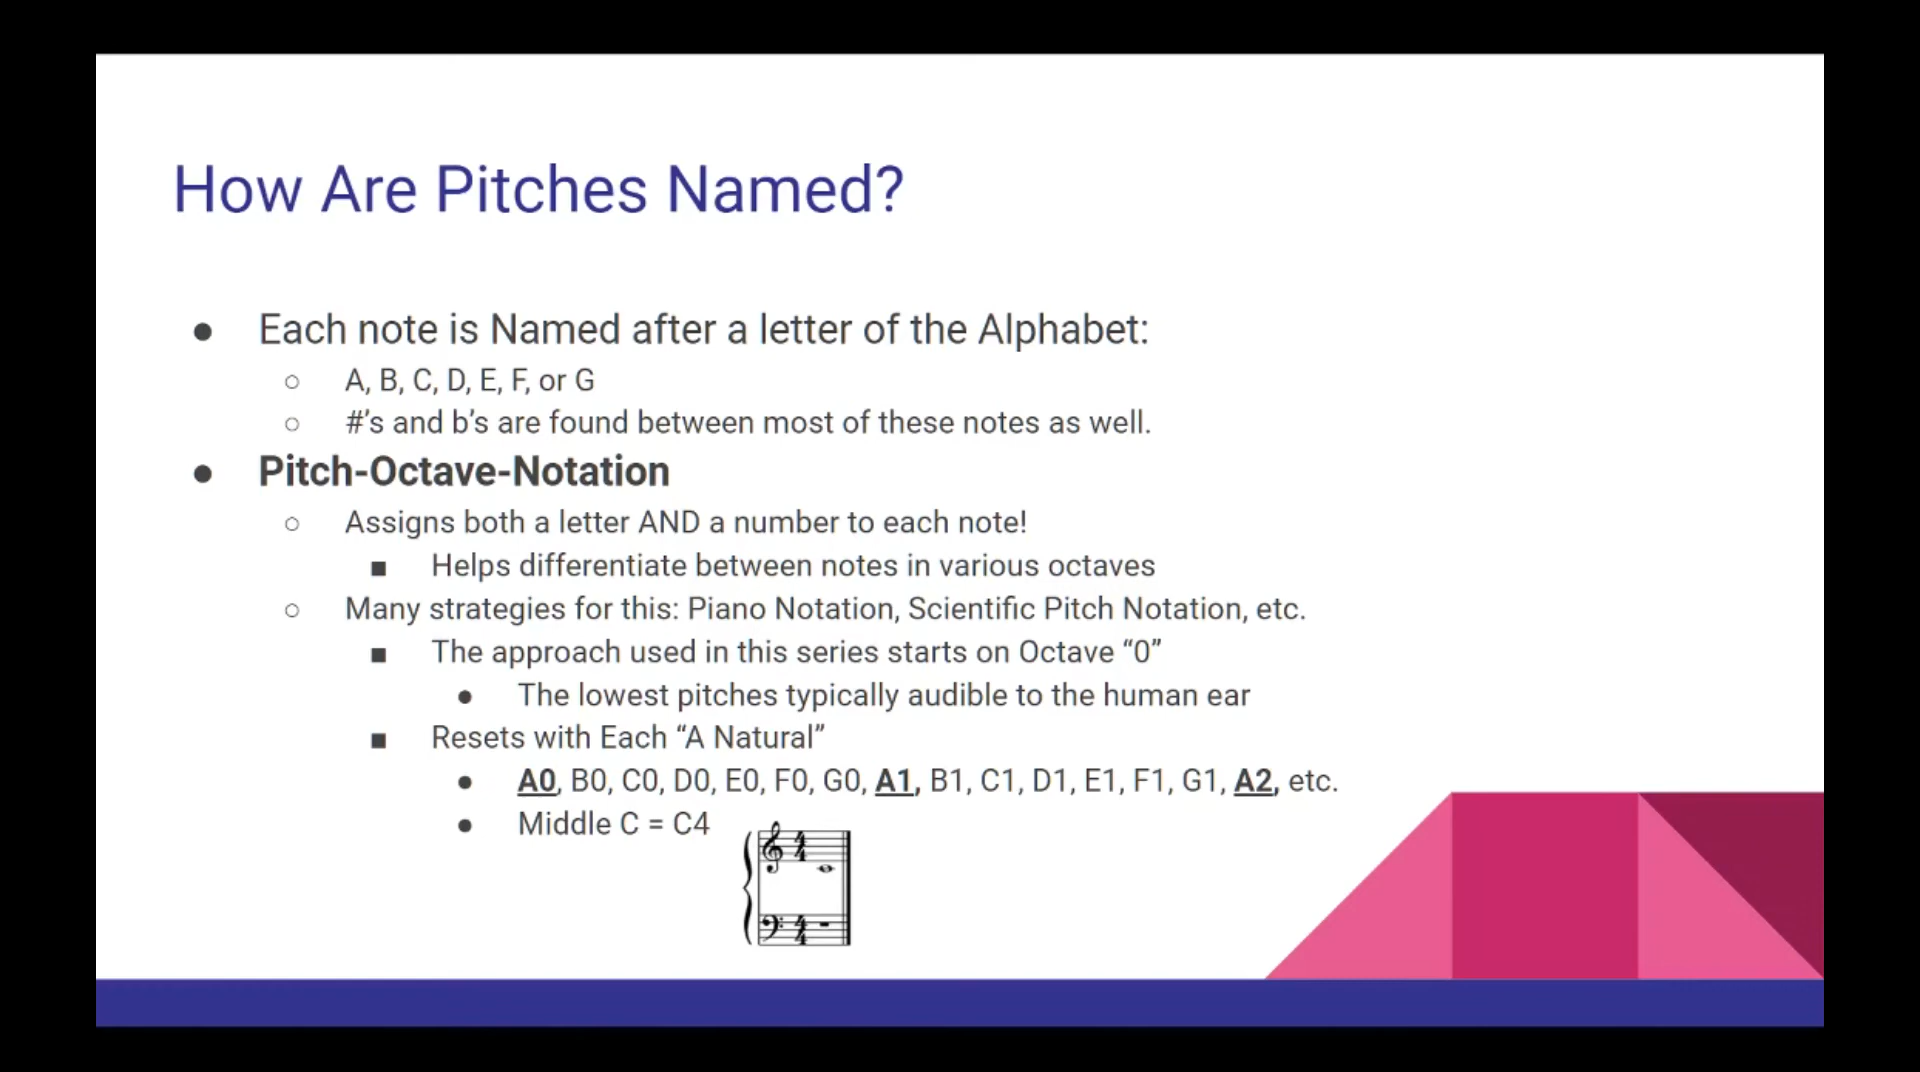 How Are Pitches Named?
● Each note is Named after a letter of the Alphabet:
○ A, B, C, D, E, F, or G
○ #'s and b's are found between most of these notes as well.
● Pitch-Octave-Notation
○ Assigns both a letter AND a number to each note!
■ Helps differentiate between notes in various octaves
○ Many strategies for this: Piano Notation, Scientific Pitch Notation, etc.
■ The approach used in this series starts on Octave “0”
● The lowest pitches typically audible to the human ear
■ Resets with Each “A Natural”
● A0, B0, C0, D0, E0, F0, G0, A1, B1, C1, D1, E1, F1, G1, A2, etc.
● Middle C = C4
4
4
4
4